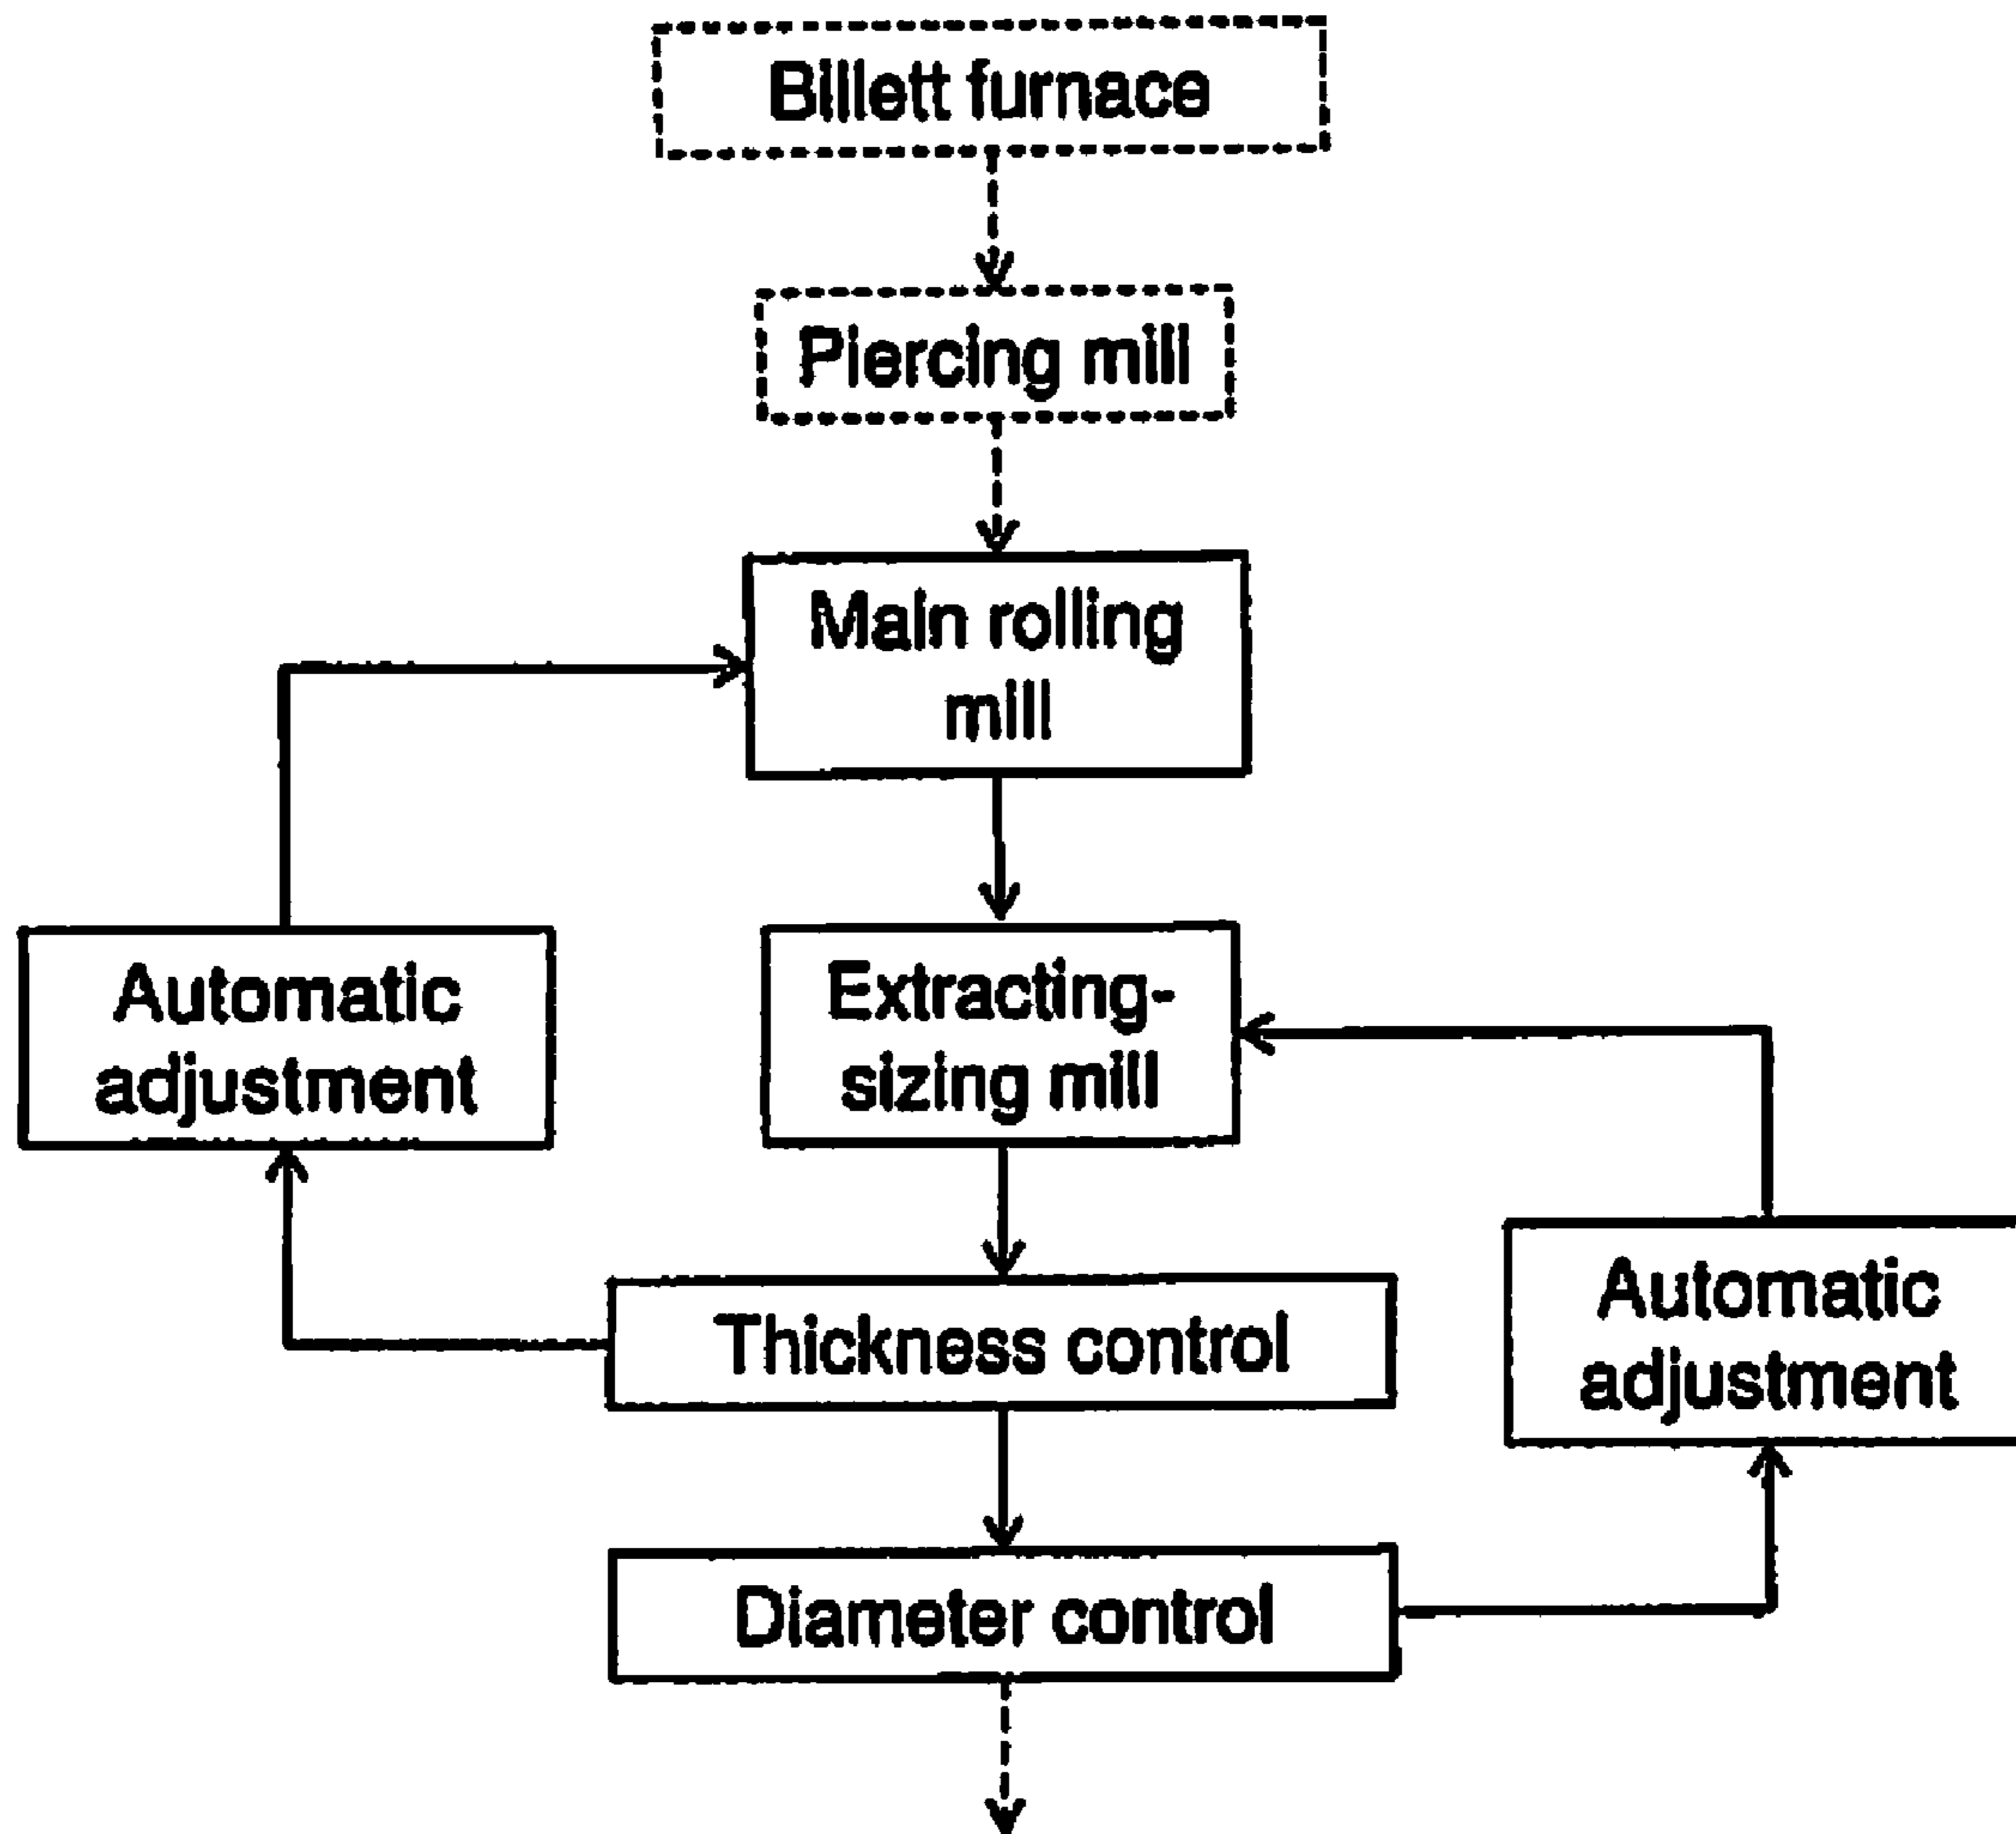 Billett furnace
Piercing mill
Main rolling
mill
Automatic
adjustment
Extracting-
sizing mill
Thickness control
Automatic
adjustment
Diameter control